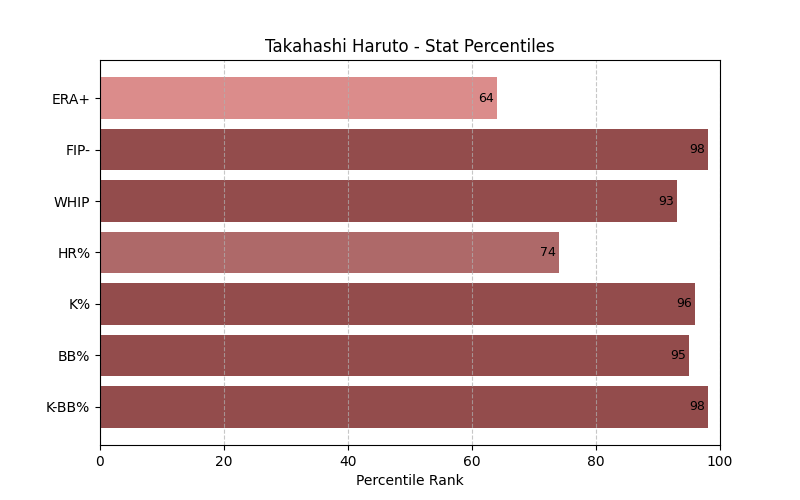 Takahashi Haruto - Stat Percentiles
ERA+ 64
FIP- 98
WHIP 93
HR% 74
K% 96
BB% 95
K-BB% 98
0 20 40 60 80 100
Percentile Rank